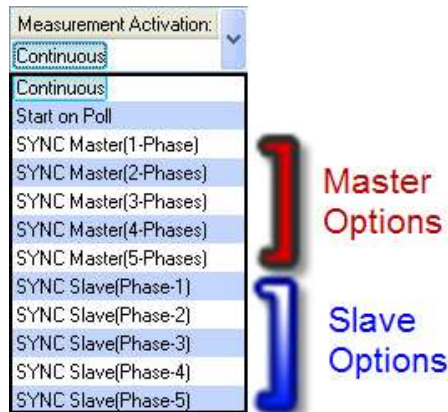 Measurement Activation:
Continuous
Continuous
Start on Poll
SYNC Master(1-Phase)
SYNC Master(2-Phases)
SYNC Master(3-Phases)
SYNC Master(4-Phases)
SYNC Master(5-Phases)
SYNC Slave(Phase-1)
SYNC Slave(Phase-2)
SYNC Slave(Phase-3)
SYNC Slave(Phase-4)
SYNC Slave(Phase-5)
Master
Options
Slave
Options